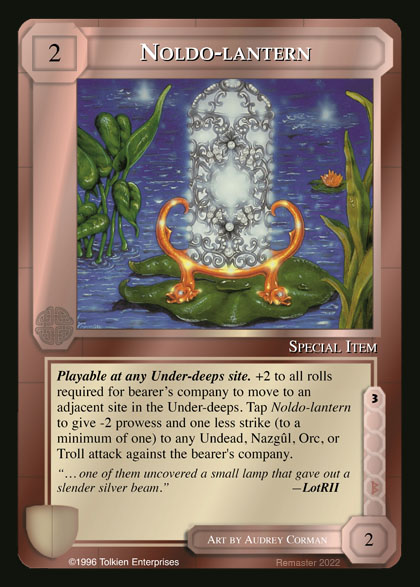 2
NOLDO-LANTERN
SPECIAL ITEM
Playable at any Under-deeps site. +2 to all rolls
required for bearer's company to move to an
adjacent site in the Under-deeps. Tap Noldo-lantern
to give -2 prowess and one less strike (to a
minimum of one) to any Undead, Nazgûl, Orc, or
Troll attack against the bearer's company.
3
“… one of them uncovered a small lamp that gave out a
slender silver beam.” –LotRII
ART BY AUDREY CORMAN
2
©1996 Tolkien Enterprises
Remaster 2022